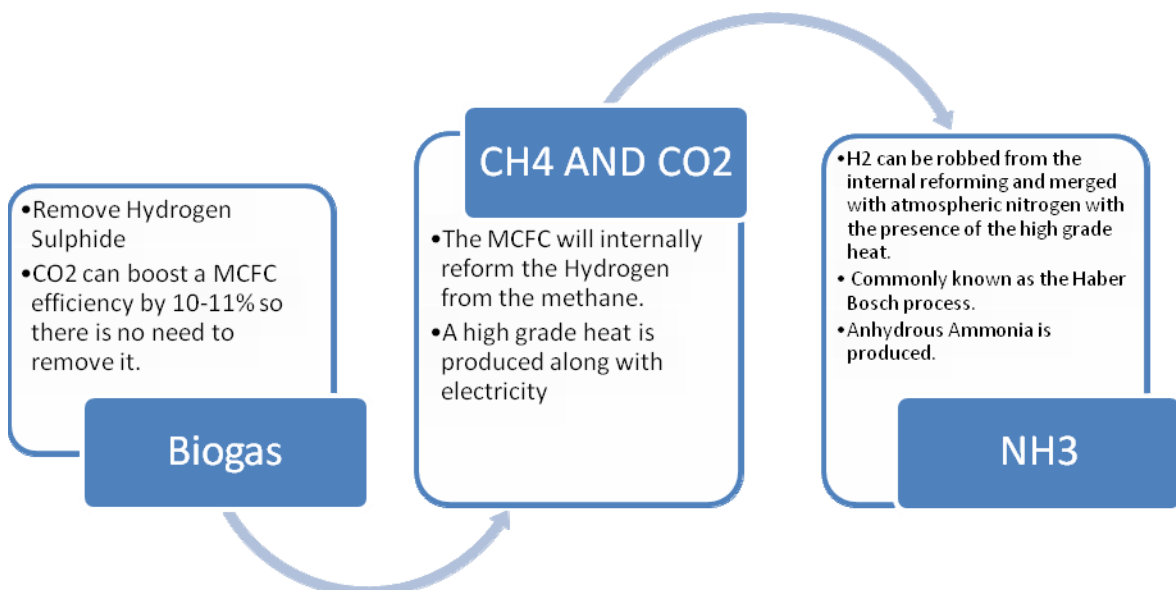 •Remove Hydrogen
Sulphide
•CO2 can boost a MCFC
efficiency by 10-11% so
there is no need to
remove it.
Biogas
CH4 AND CO2
•The MCFC will internally
reform the Hydrogen
from the methane.
•A high grade heat is
produced along with
electricity
•H2 can be robbed from the
internal reforming and merged
with atmospheric nitrogen with
the presence of the high grade
heat.
• Commonly known as the Haber
Bosch process.
•Anhydrous Ammonia is
produced.
NH3